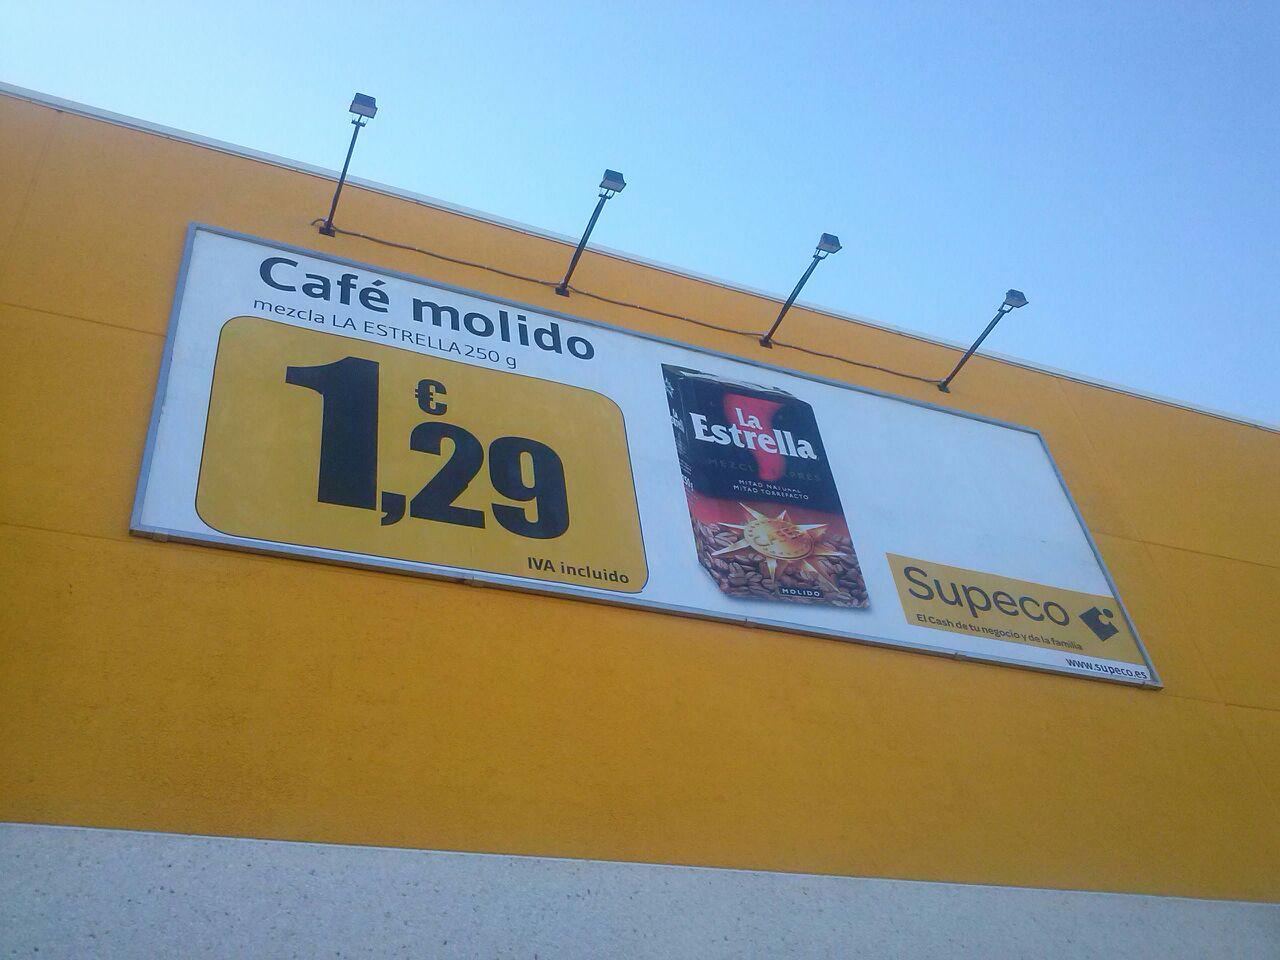 Café molido
mezcla LA ESTRELLA 250 g
1,29 €
IVA incluido
La
Estrella
MEZCLA
MITAD NATURAL
MITAD TORREFACTO
MOLIDO
Supeco
El Cash de tu negocio y de la familia
www.supeco.es